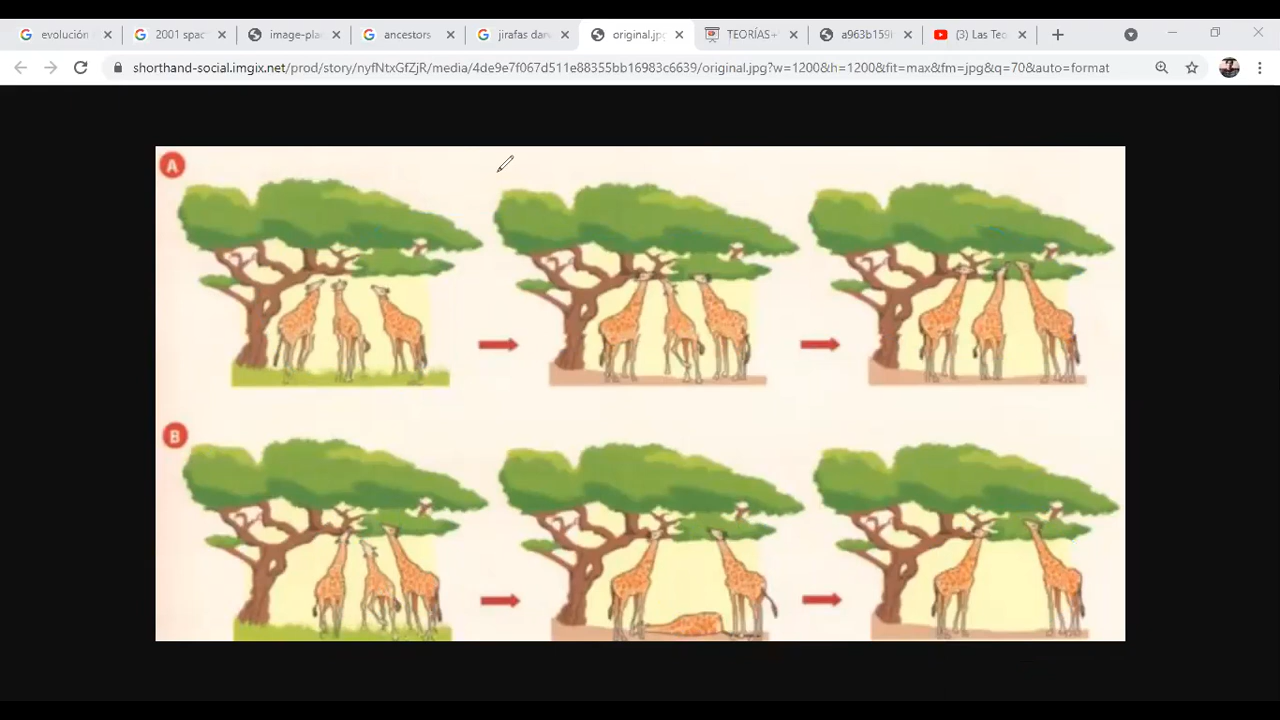 evolución
2001 spac
image-pla
ancestors
jirafas dar
original.jp
TEORÍAS+
a963b159
(3) Las Teo
shorthand-social.imgix.net/prod/story/nyfNtxGfZjR/media/4de9e7f067d511e88355bb16983c6639/original.jpg?w=1200&h=1200&fit=max&fm=jpg&q=70&auto=format
A
B